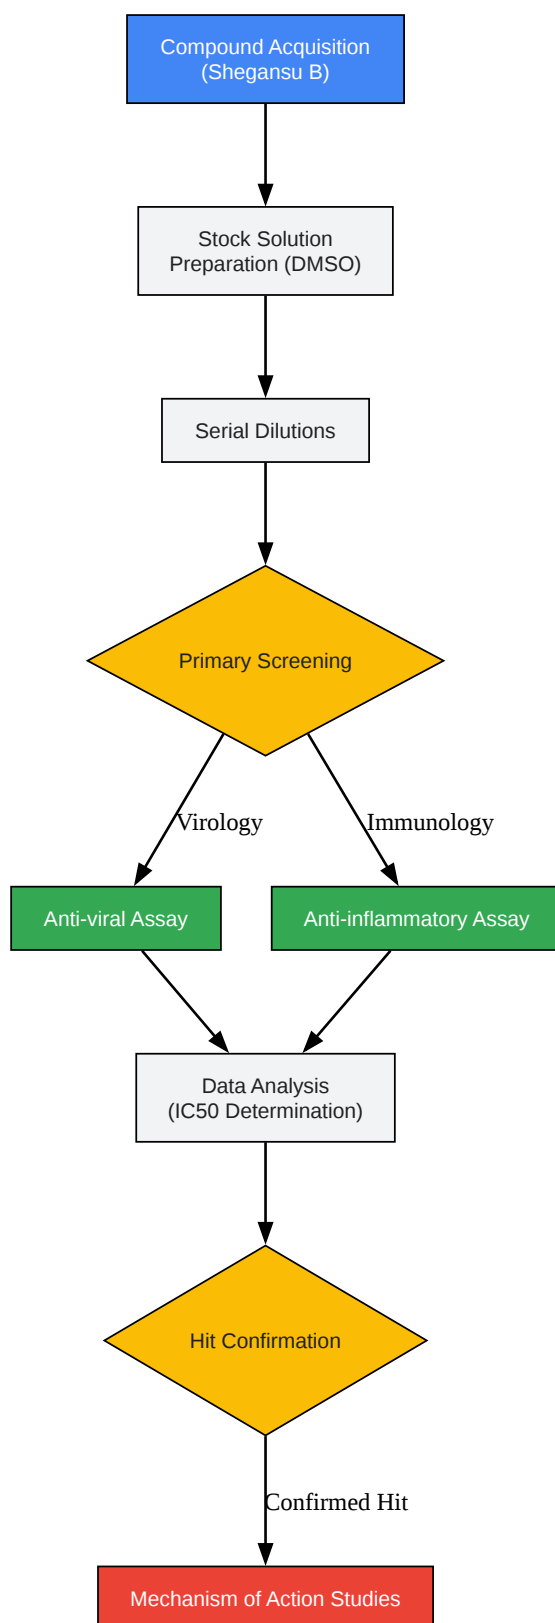 Compound Acquisition
(Shegansu B)
Stock Solution
Preparation (DMSO)
Serial Dilutions
Primary Screening
Virology
Immunology
Anti-viral Assay
Anti-inflammatory Assay
Data Analysis
(IC50 Determination)
Hit Confirmation
Confirmed Hit
Mechanism of Action Studies